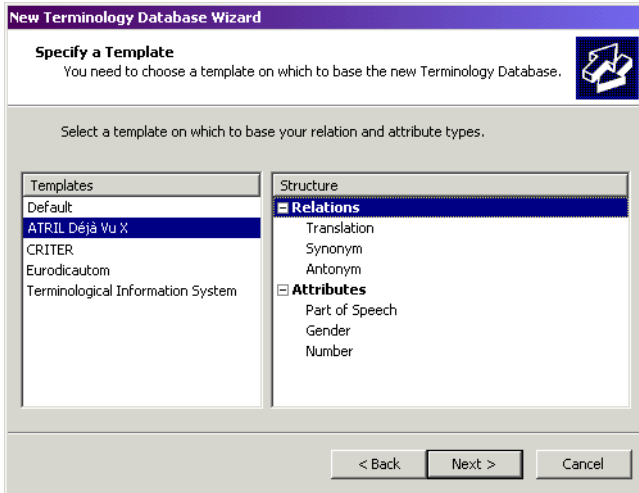 New Terminology Database Wizard
Specify a Template
You need to choose a template on which to base the new Terminology Database.
Select a template on which to base your relation and attribute types.
Templates
Default
ATRIL Déjà Vu X
CRITER
Eurodicautom
Terminological Information System
Structure
Relations
Translation
Synonym
Antonym
Attributes
Part of Speech
Gender
Number
< Back
Next >
Cancel